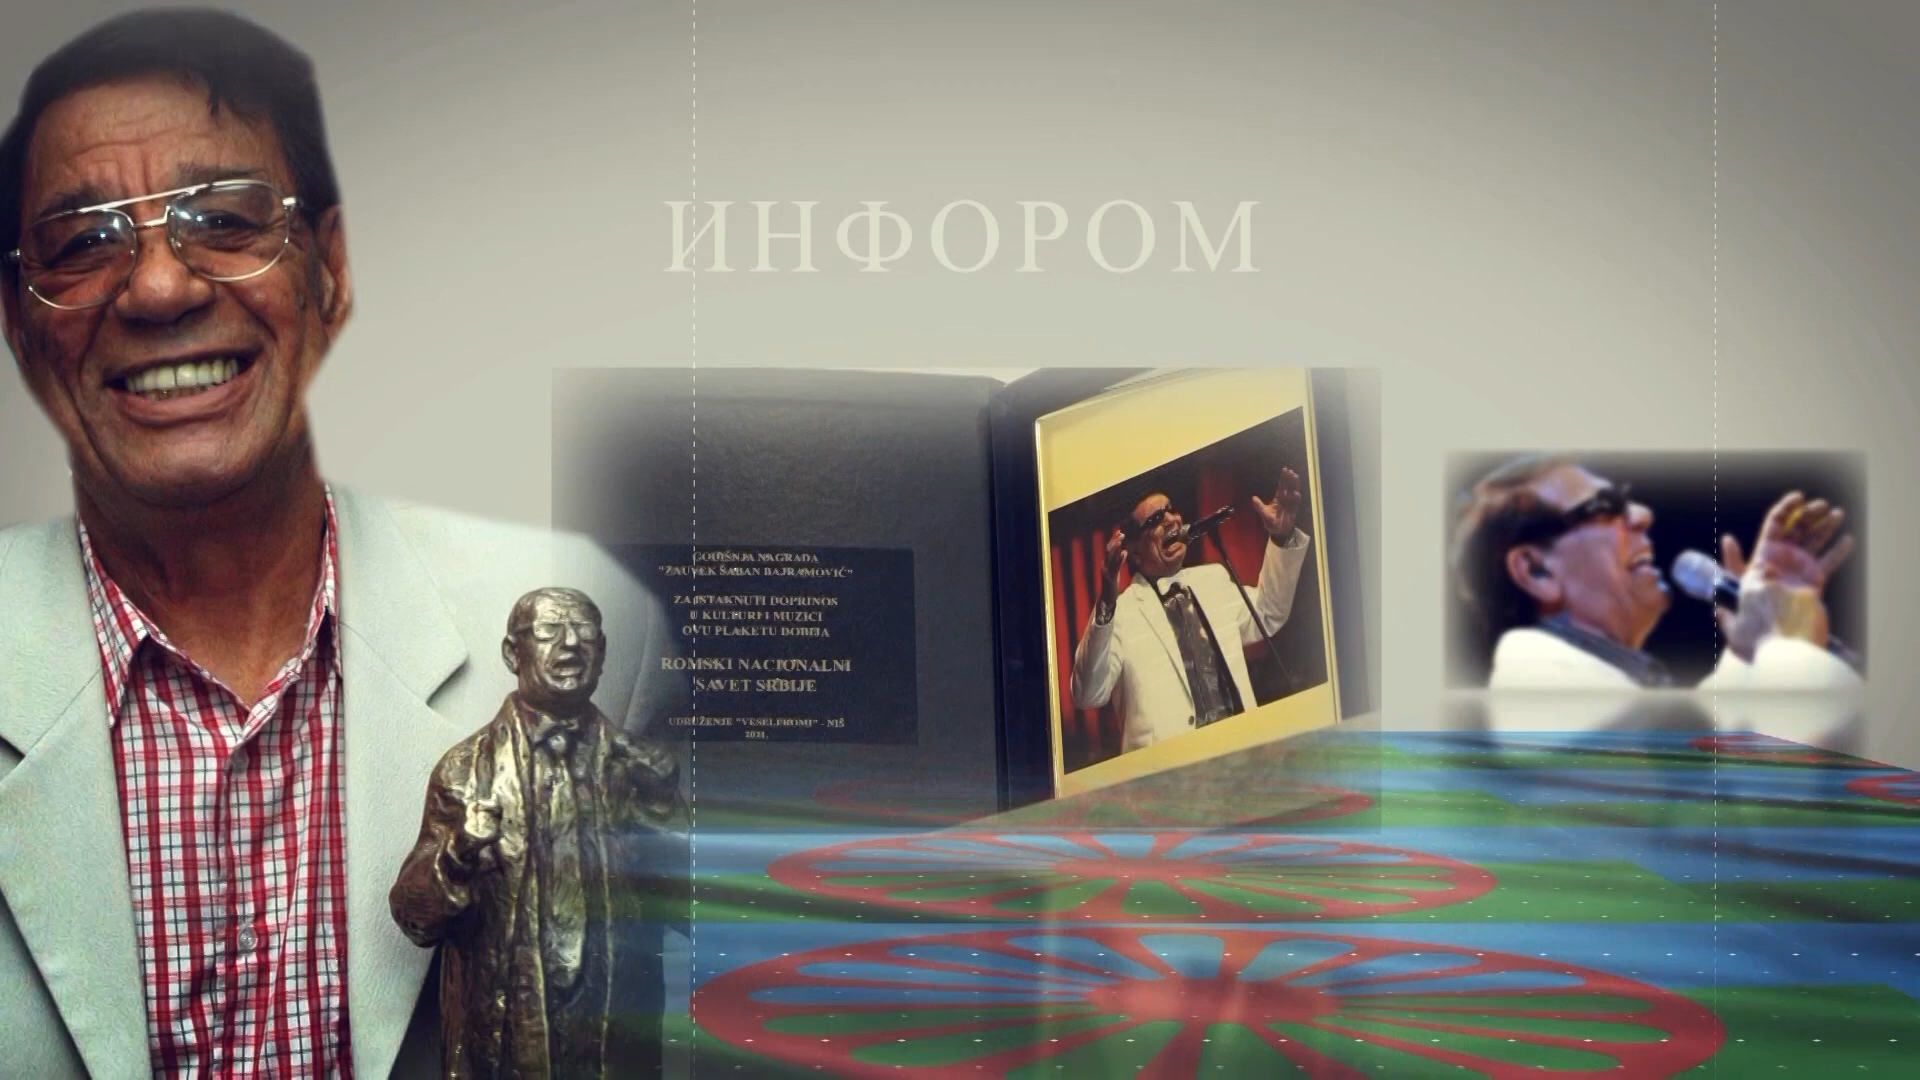 ИНФОРОМ
GODIŠNJA NAGRADA
"ZAUVEK ŠABAN BAJRAMOVIĆ"
ZA ISTAKNUTI DOPRINOS
U KULTURI I MUZICI
OVU PLAKETU DOBIJA
ROMSKI NACIONALNI
SAVET SRBIJE
UDRUŽENJE "VESELI ROMI" - NIŠ
2021.